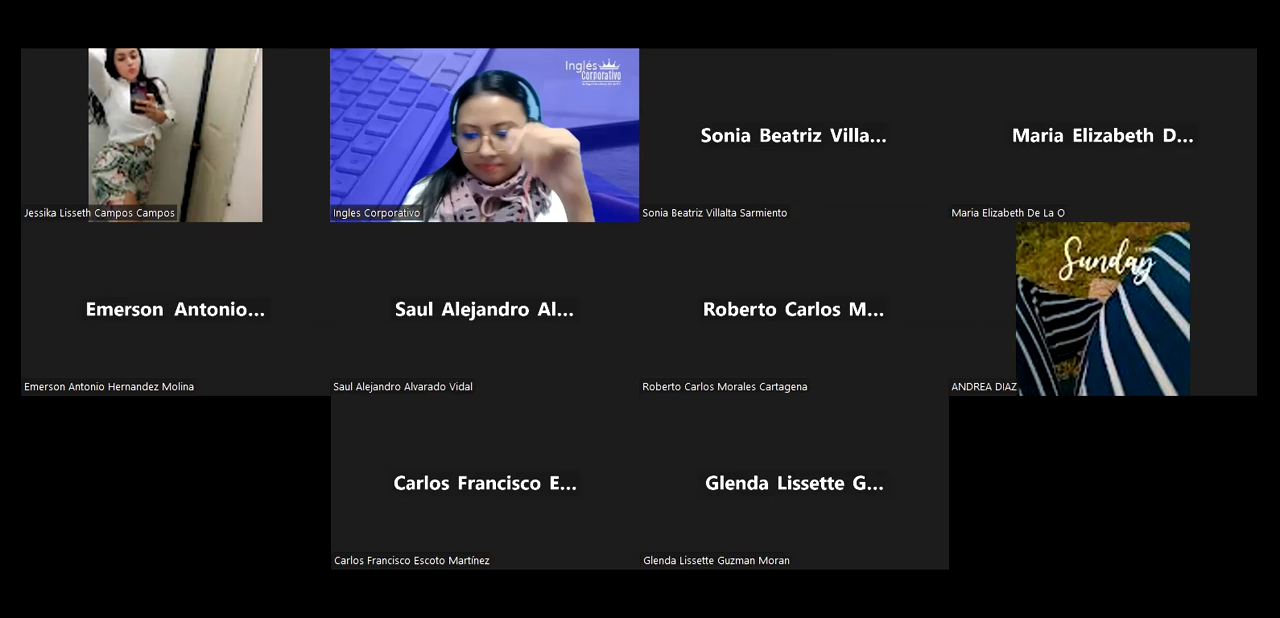 Inglés
Corporativo
Sonia Beatriz Villa...
Maria Elizabeth D...
Jessika Lisseth Campos Campos
Ingles Corporativo
Sonia Beatriz Villalta Sarmiento
Maria Elizabeth De La O
Sunday
Emerson Antonio...
Saul Alejandro Al...
Roberto Carlos M...
Emerson Antonio Hernandez Molina
Saul Alejandro Alvarado Vidal
Roberto Carlos Morales Cartagena
ANDREA DIAZ
Carlos Francisco E...
Glenda Lissette G...
Carlos Francisco Escoto Martínez
Glenda Lissette Guzman Moran